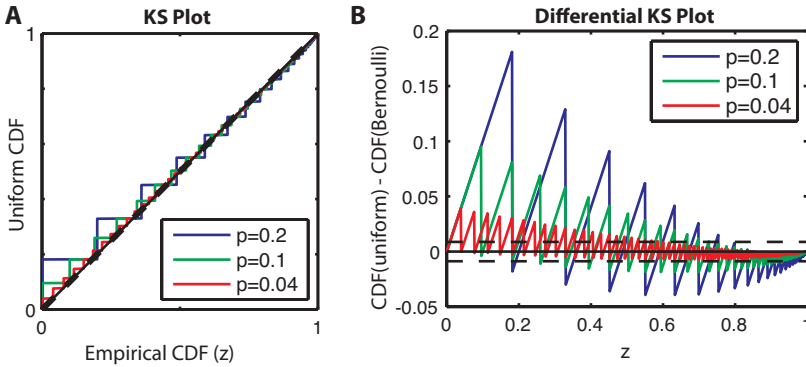 A
KS Plot
1
Uniform CDF
0
0
1
Empirical CDF (z)
p=0.2
p=0.1
p=0.04
B
Differential KS Plot
0.2
0.15
0.1
0.05
0
-0.05
CDF(uniform) - CDF(Bernoulli)
p=0.2
p=0.1
p=0.04
0
0.2
0.4
0.6
0.8
1
z